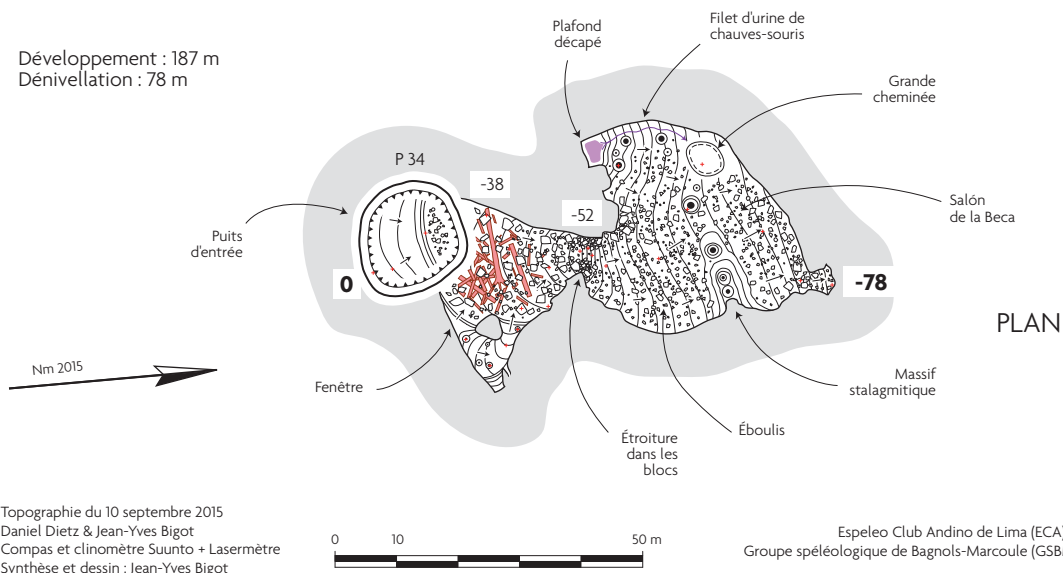 Développement : 187 m
Dénivellation : 78 m
Plafond
décapé
Filet d'urine de
chauves-souris
Grande
cheminée
P 34
-38
-52
Salón
de la Beca
Puits
d'entrée
0
-78
PLAN
Nm 2015
Fenêtre
Massif
stalagmitique
Étroiture
dans les
blocs
Éboulis
Topographie du 10 septembre 2015
Daniel Dietz & Jean-Yves Bigot
Compas et clinomètre Suunto + Lasermètre
Synthèse et dessin : Jean-Yves Bigot
0 10 50 m
Espeleo Club Andino de Lima (ECA)
Groupe spéléologique de Bagnols-Marcoule (GSBM